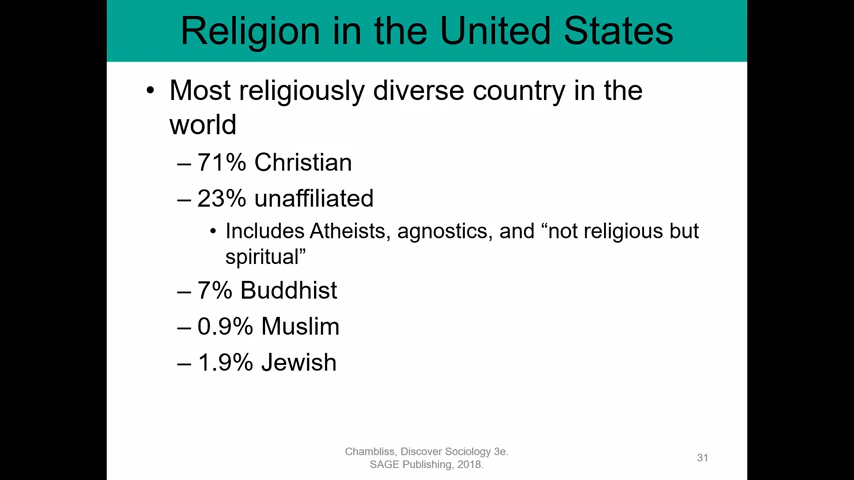 Religion in the United States
• Most religiously diverse country in the
world
– 71% Christian
– 23% unaffiliated
• Includes Atheists, agnostics, and “not religious but
spiritual”
– 7% Buddhist
– 0.9% Muslim
– 1.9% Jewish
Chambliss, Discover Sociology 3e.
SAGE Publishing, 2018.
31